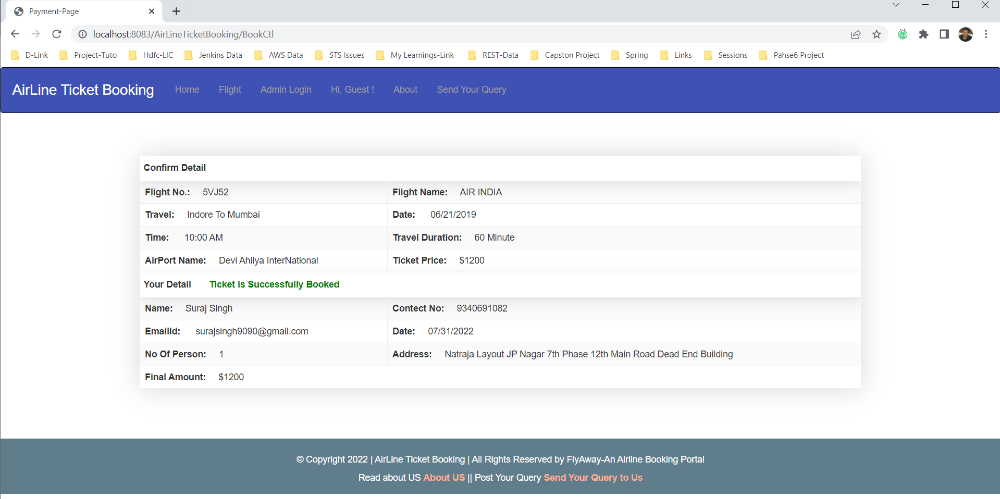 Payment-Page
localhost:8083/AirLineTicketBooking/BookCtl
D-Link Project-Tuto Hdfc-LIC Jenkins Data AWS Data STS Issues My Learnings-Link REST-Data Capston Project Spring Links Sessions Pahse6 Project
AirLine Ticket Booking Home Flight Admin Login Hi, Guest ! About Send Your Query
Confirm Detail
Flight No.: 5VJ52 Flight Name: AIR INDIA
Travel: Indore To Mumbai Date: 06/21/2019
Time: 10:00 AM Travel Duration: 60 Minute
AirPort Name: Devi Ahilya InterNational Ticket Price: $1200
Your Detail Ticket is Successfully Booked
Name: Suraj Singh Contect No: 9340691082
EmailId: surajsingh9090@gmail.com Date: 07/31/2022
No Of Person: 1 Address: Natraja Layout JP Nagar 7th Phase 12th Main Road Dead End Building
Final Amount: $1200
© Copyright 2022 | AirLine Ticket Booking | All Rights Reserved by FlyAway-An Airline Booking Portal
Read about US About US || Post Your Query Send Your Query to Us